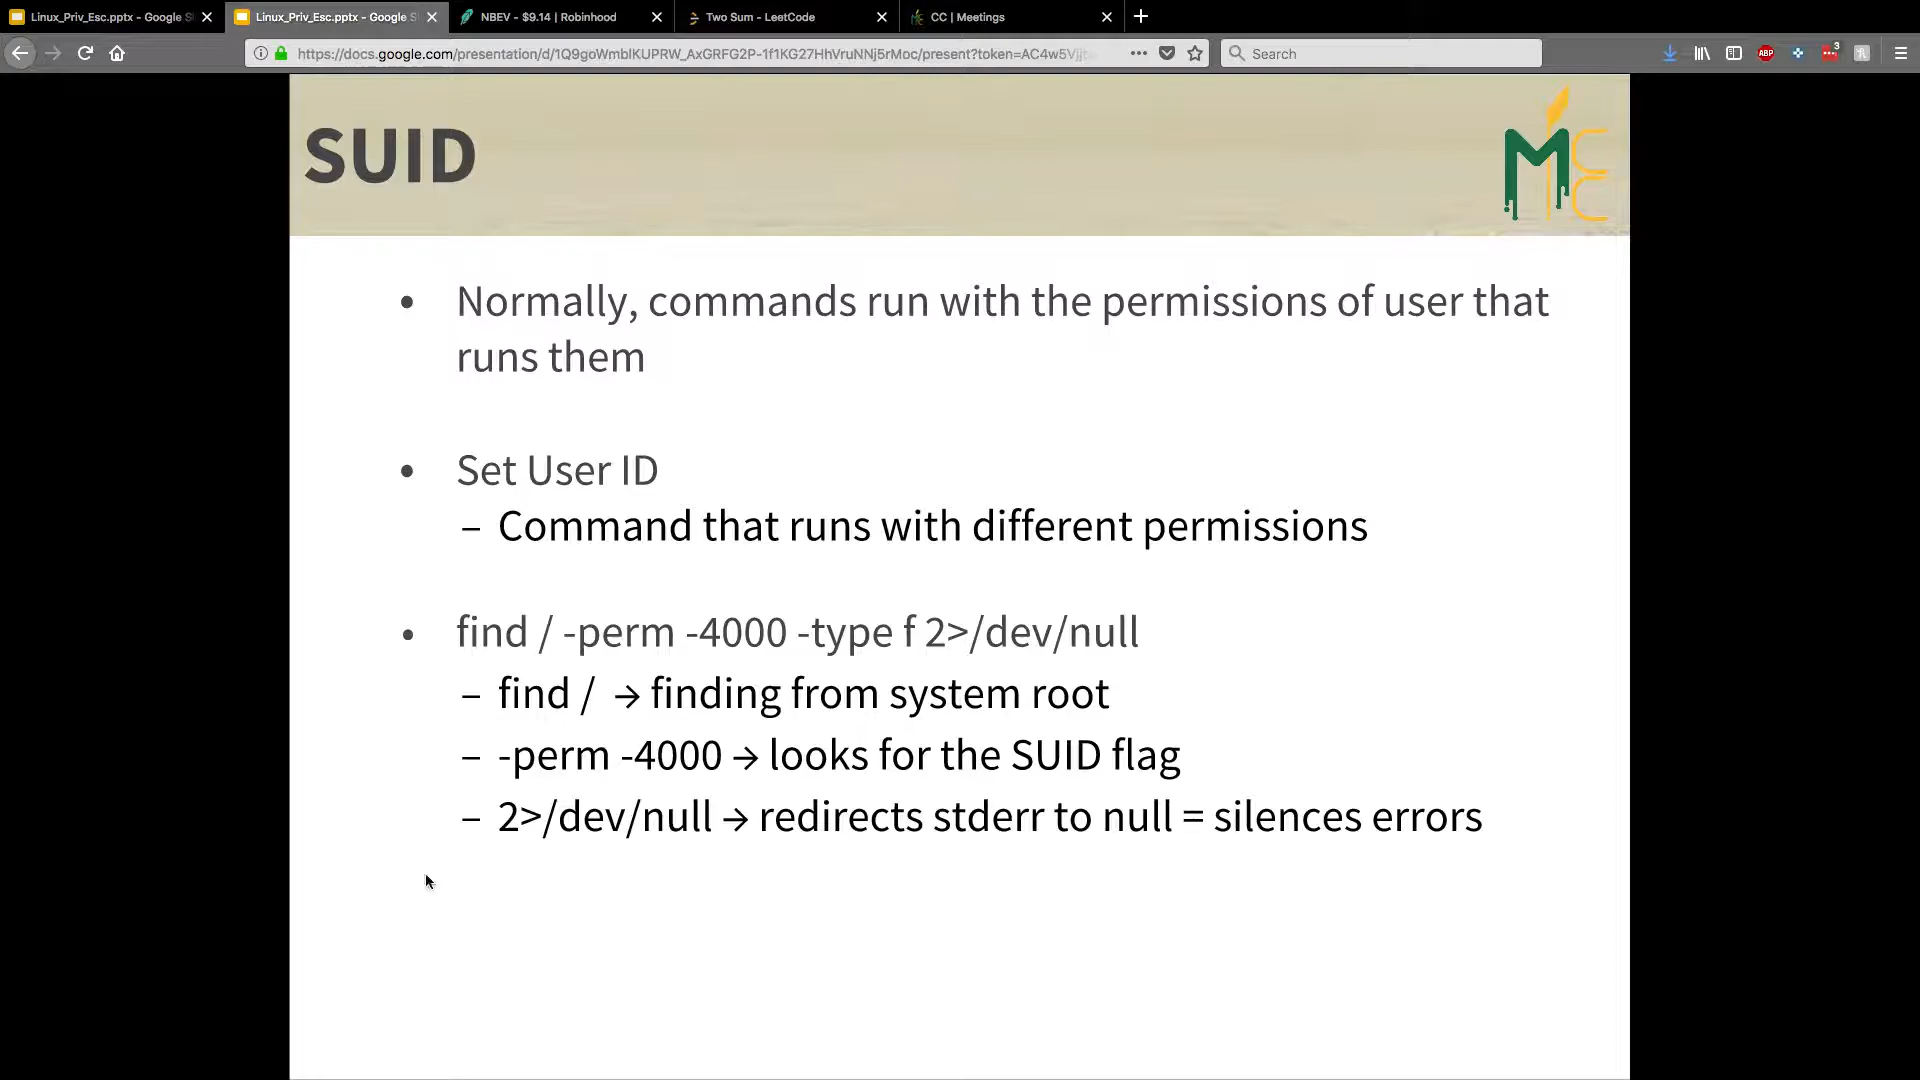 Linux_Priv_Esc.pptx - Google S
Linux_Priv_Esc.pptx - Google S
NBEV - $9.14 | Robinhood
Two Sum - LeetCode
CC | Meetings
https://docs.google.com/presentation/d/1Q9goWmblKUPRW_AxGRFG2P-1f1KG27HhVruNNj5rMoc/present?token=AC4w5Vjj
Search
ABP
3
SUID
• Normally, commands run with the permissions of user that
runs them
• Set User ID
– Command that runs with different permissions
• find / -perm -4000 -type f 2>/dev/null
– find / → finding from system root
– -perm -4000 → looks for the SUID flag
– 2>/dev/null → redirects stderr to null = silences errors